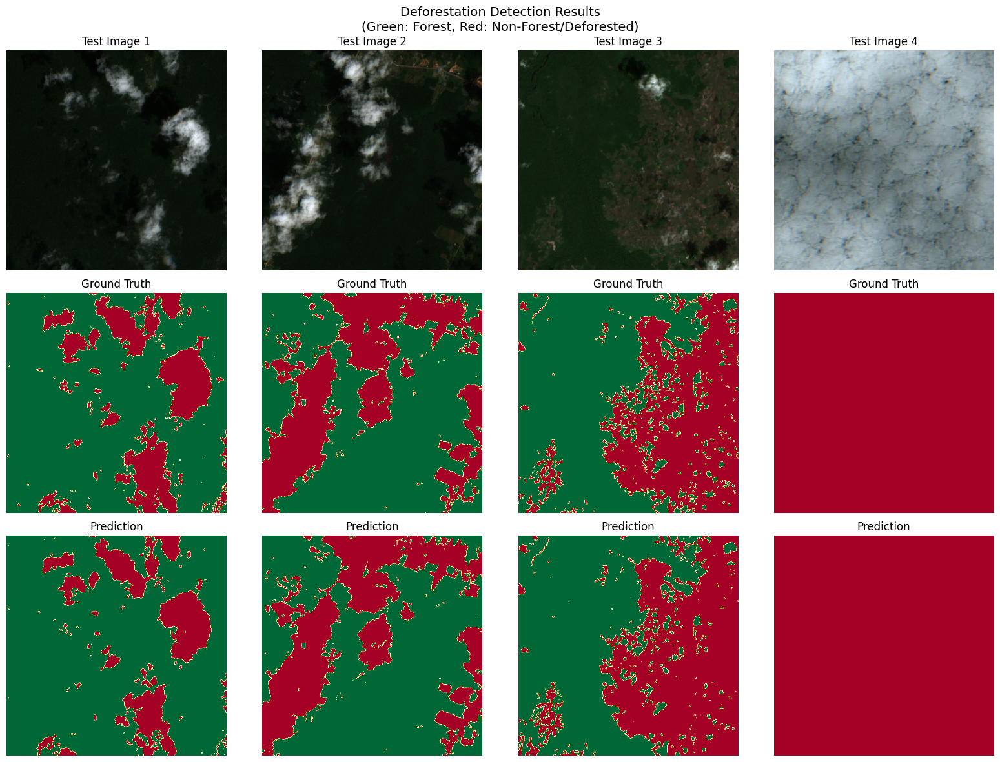 Deforestation Detection Results
(Green: Forest, Red: Non-Forest/Deforested)
Test Image 1
Test Image 2
Test Image 3
Test Image 4
Ground Truth
Ground Truth
Ground Truth
Ground Truth
Prediction
Prediction
Prediction
Prediction